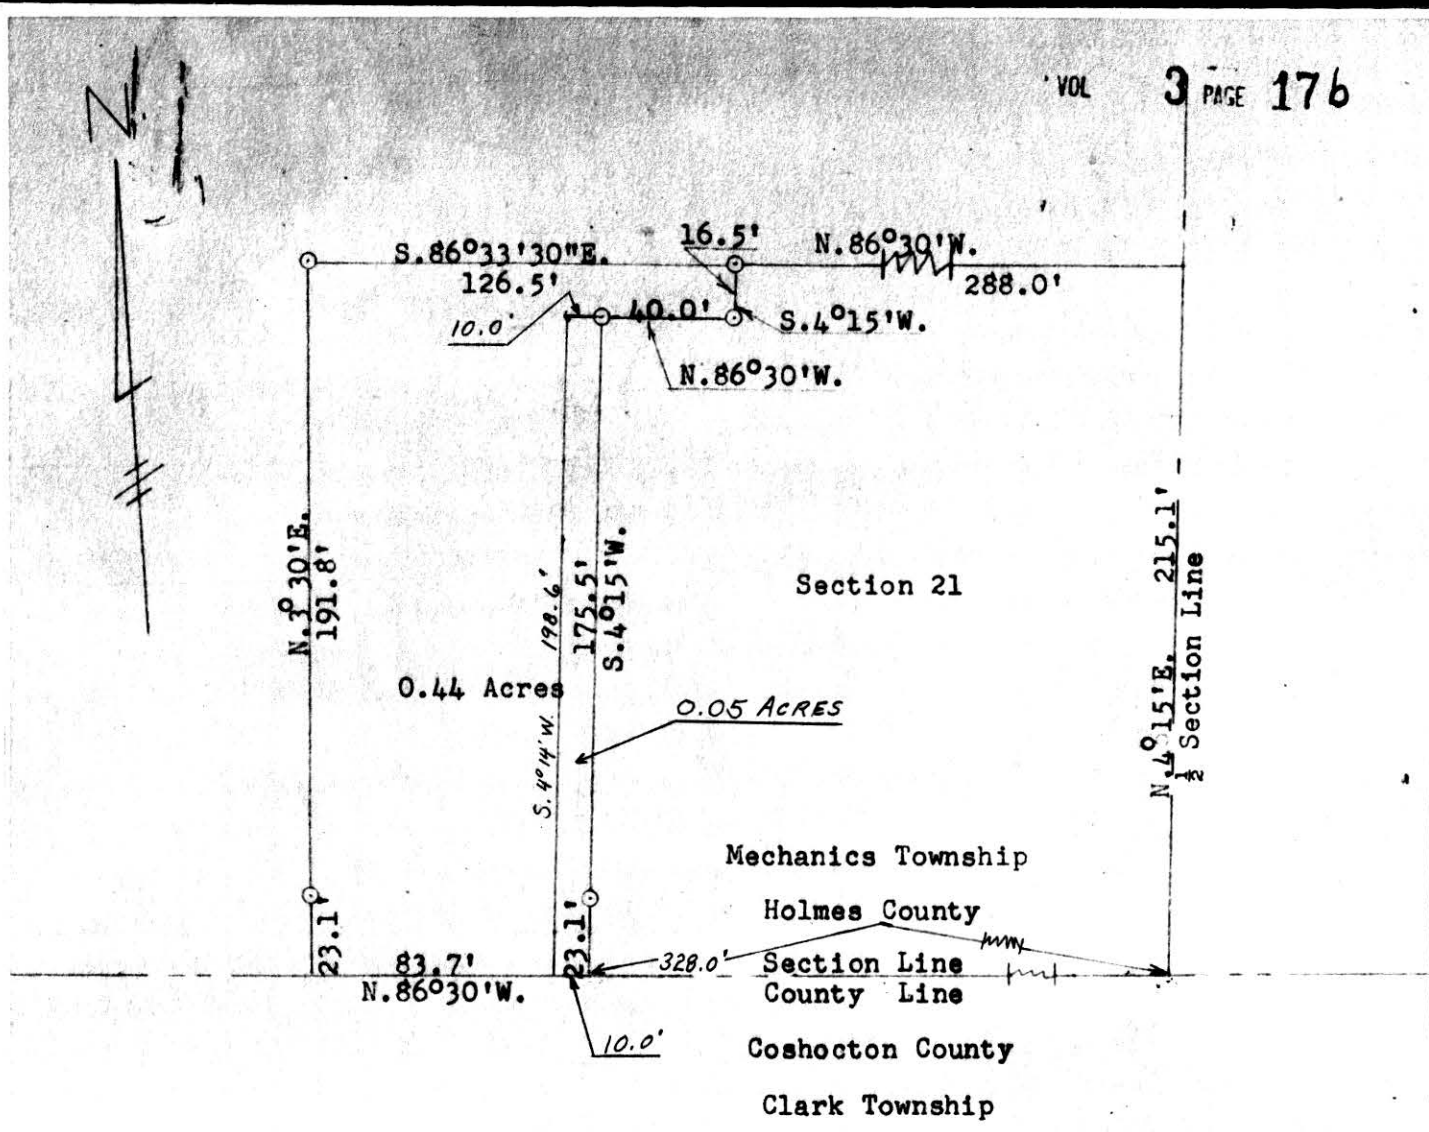 VOL 3 PAGE 176
N.
S.86°33'30"E.
126.5'
16.5'
N.86°30'W.
288.0'
10.0'
40.0'
S.4°15'W.
N.86°30'W.
N.3°30'E.
191.8'
S.4°14'W. 198.6'
175.5'
S.4°15'W.
Section 21
N.4°15'E. 215.1'
½ Section Line
0.44 Acres
0.05 ACRES
Mechanics Township
Holmes County
23.1'
83.7'
N.86°30'W.
23.1'
328.0'
Section Line
County Line
10.0'
Coshocton County
Clark Township